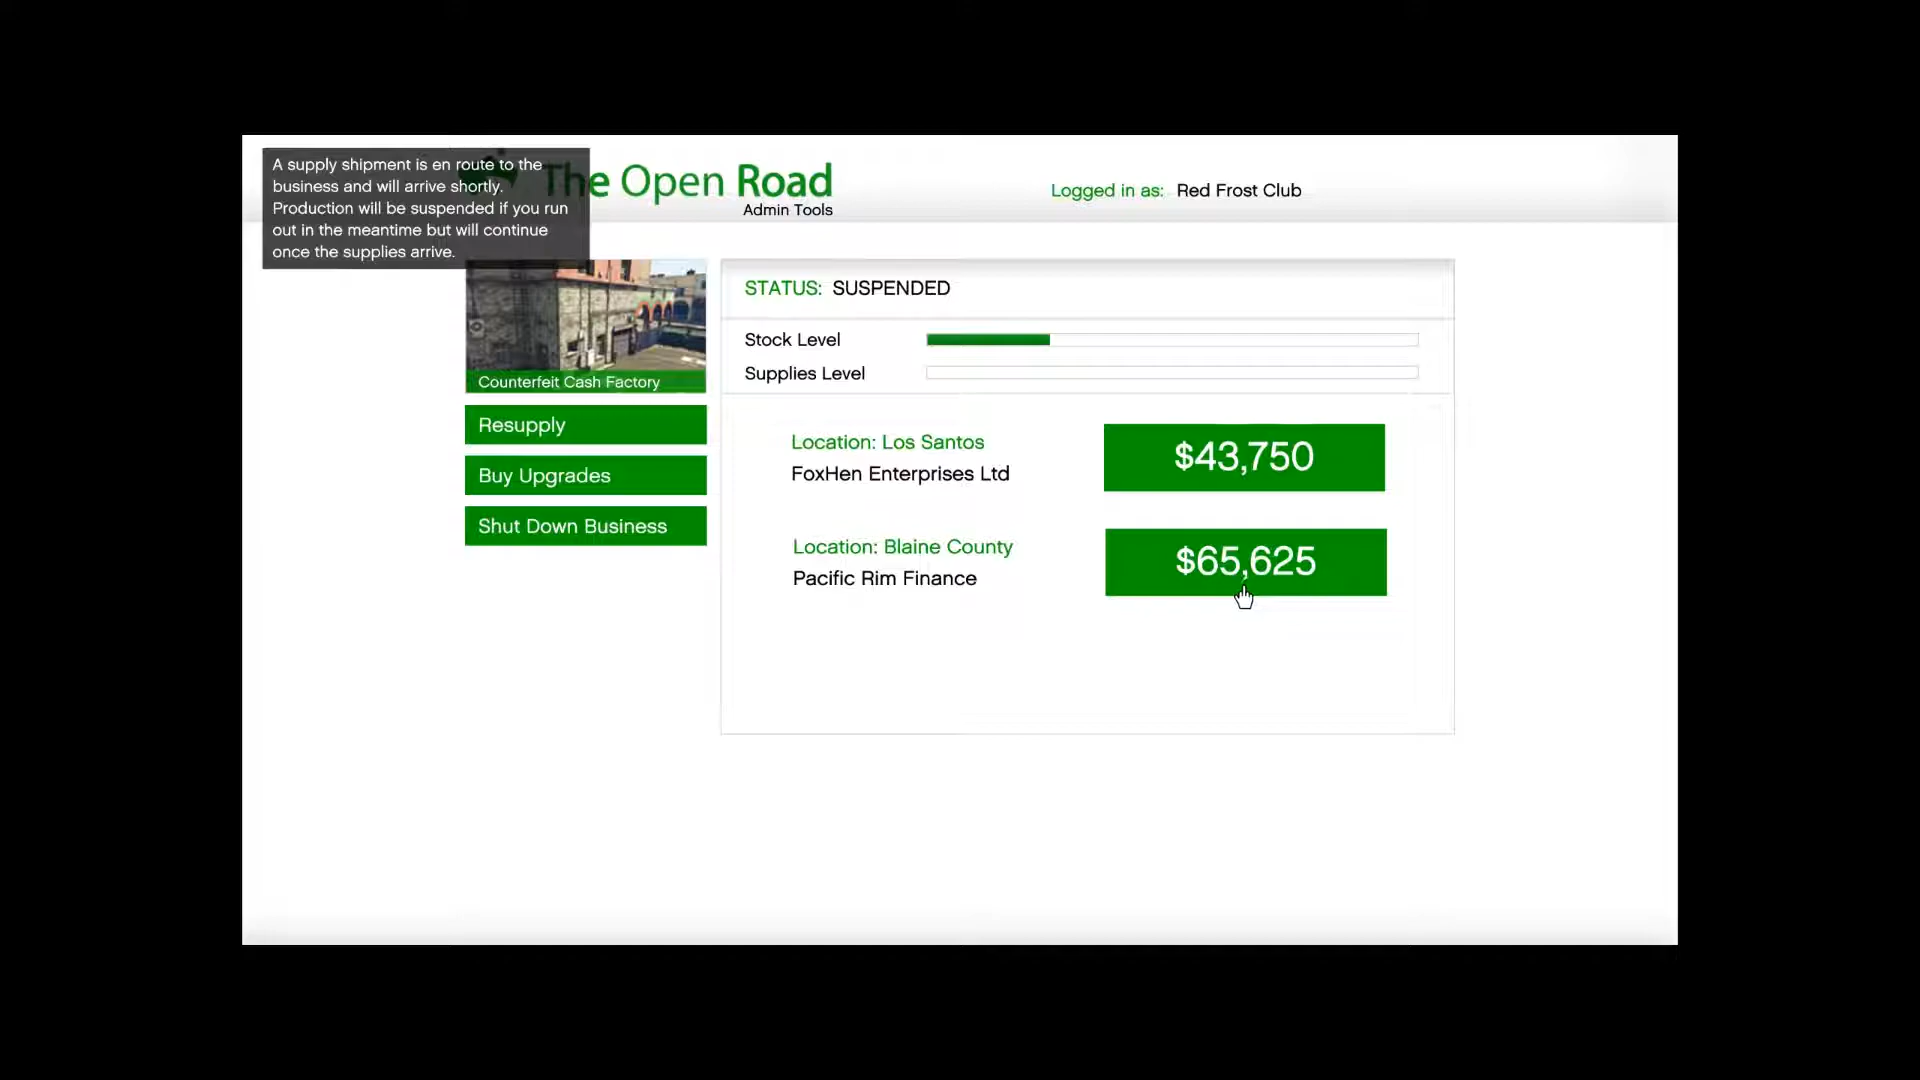 A supply shipment is en route to the
business and will arrive shortly.
Production will be suspended if you run
out in the meantime but will continue
once the supplies arrive.
The Open Road
Admin Tools
Logged in as: Red Frost Club
Counterfeit Cash Factory
Resupply
Buy Upgrades
Shut Down Business
STATUS: SUSPENDED
Stock Level
Supplies Level
Location: Los Santos
FoxHen Enterprises Ltd
$43,750
Location: Blaine County
Pacific Rim Finance
$65,625